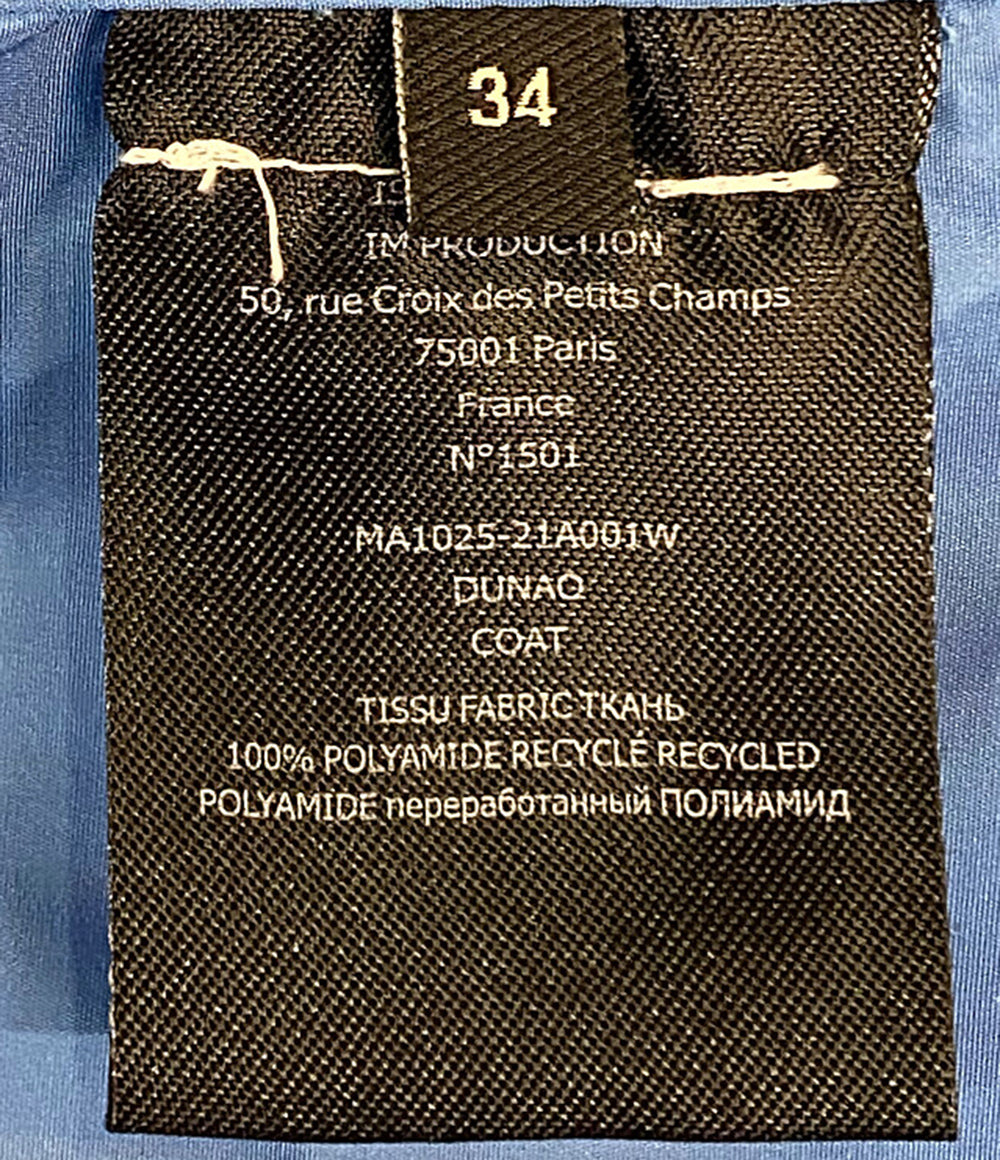 34
IM PRODUCTION
50, rue Croix des Petits Champs
75001 Paris
France
N°1501
MA1025-21A001W
DUNAO
COAT
TISSU FABRIC ТКАНЬ
100% POLYAMIDE RECYCLÉ RECYCLED
POLYAMIDE переработанный ПОЛИАМИД